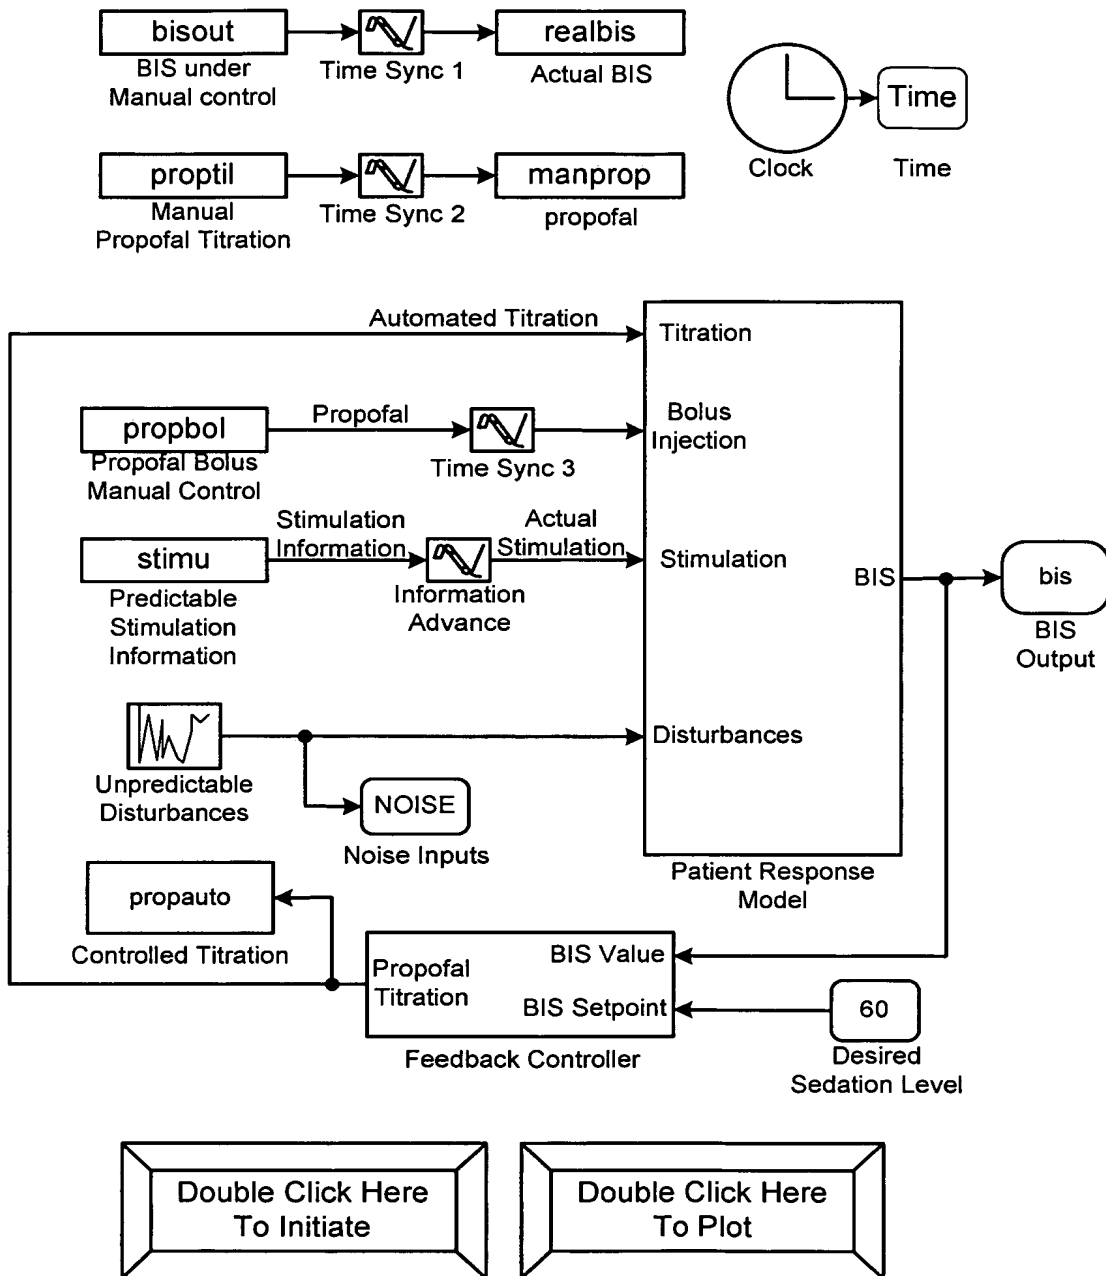 bisout
BIS under
Manual control
Time Sync 1
realbis
Actual BIS
Clock
Time
Time
proptil
Manual
Propofal Titration
Time Sync 2
manprop
propofal
Automated Titration
Titration
propbol
Propofal Bolus
Manual Control
Propofal
Time Sync 3
Bolus
Injection
stimu
Predictable
Stimulation
Information
Stimulation
Information
Information
Advance
Actual
Stimulation
Stimulation
BIS
bis
BIS
Output
Unpredictable
Disturbances
NOISE
Noise Inputs
Disturbances
Patient Response
Model
propauto
Controlled Titration
Propofal
Titration
BIS Value
BIS Setpoint
Feedback Controller
60
Desired
Sedation Level
Double Click Here
To Initiate
Double Click Here
To Plot